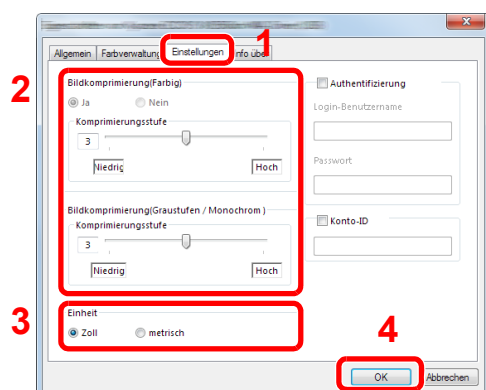 1
Allgemein Farbverwaltung Einstellungen nfo über
2
Bildkomprimierung(Farbig)
Ja Nein
Komprimierungsstufe
3
Niedrig Hoch
Bildkomprimierung(Graustufen / Monochrom )
Komprimierungsstufe
3
Niedrig Hoch
Authentifizierung
Login-Benutzername
Passwort
Konto-ID
3
Einheit
Zoll metrisch
4
OK Abbrechen